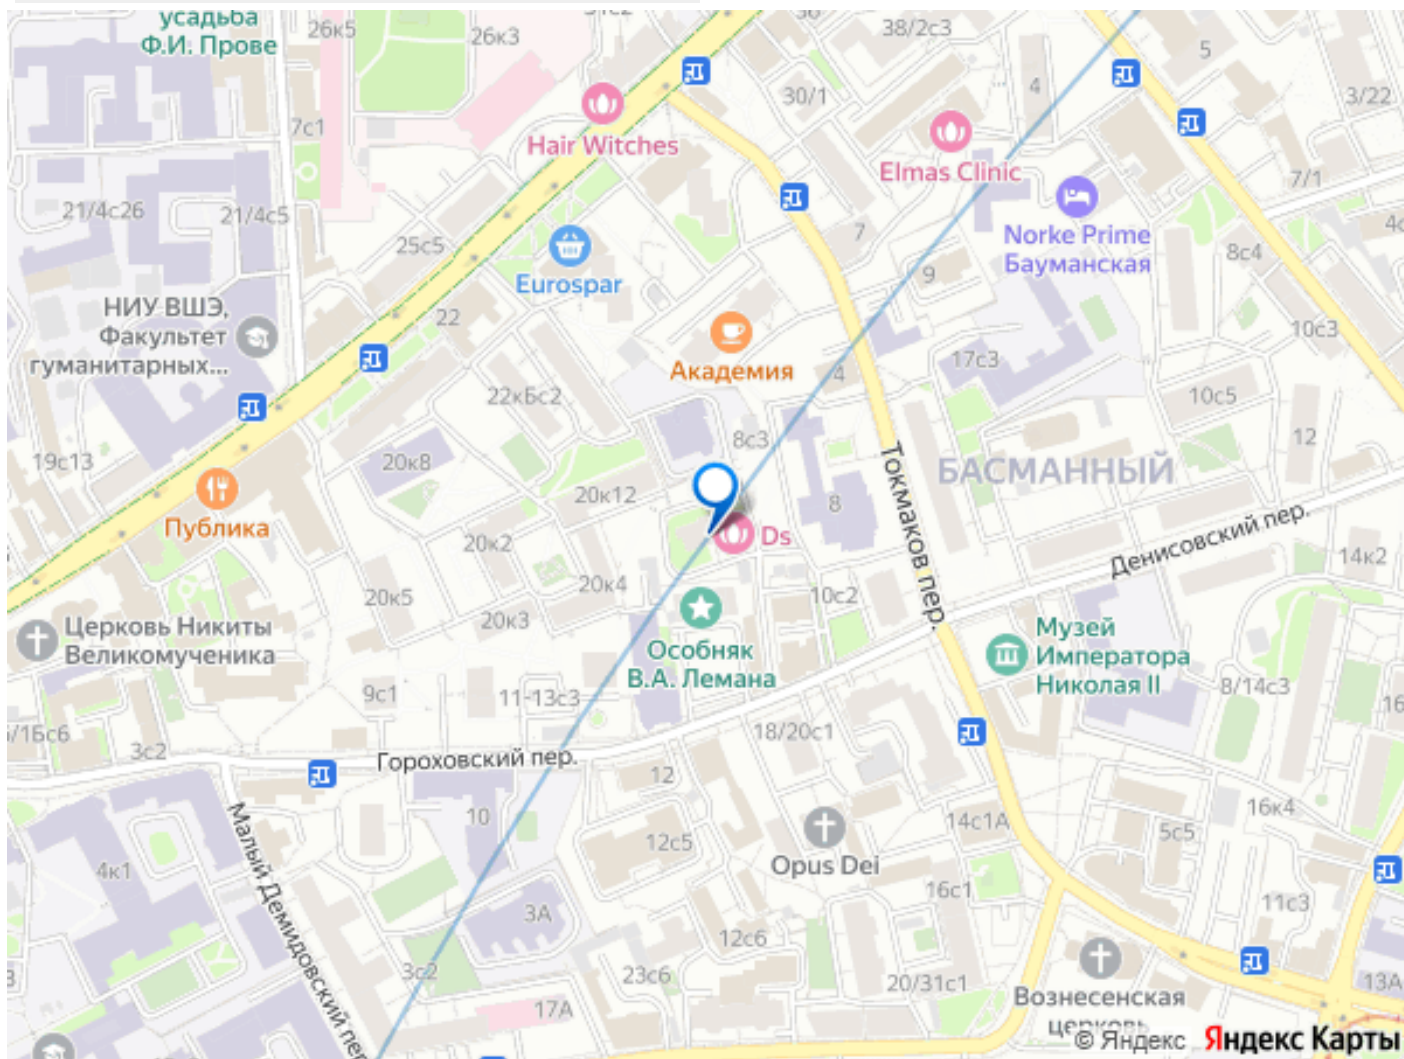 усадьба
Ф.И. Прове
26к5
26к3
38/2с3
5
4
30/1
3/22
7с1
Hair Witches
Elmas Clinic
7/1
21/4с26
21/4с5
25с5
7
Norke Prime
Бауманская
8с4
Eurospar
9
НИУ ВШЭ,
Факультет
гуманитарных...
22
10с3
Академия
4
17с3
22кБс2
10с5
8с3
12
19с13
20к8
Токмаков пер.
БАСМАННЫЙ
20к12
8
Публика
Ds
Денисовский пер.
20к2
14к2
20к4
20к5
10с2
20к3
Церковь Никиты
Великомученика
Особняк
В.А. Лемана
Музей
Императора
Николая II
9с1
11-13с3
8/14с3
3с2
18/20с1
Гороховский пер.
12
10
Малый Демидовский пер.
14с1А
16к4
5с5
12с5
4к1
Opus Dei
16с1
3А
11с3
12с6
3с2
23с6
20/31с1
13А
17А
Вознесенская
церковь
© Яндекс Яндекс Карты